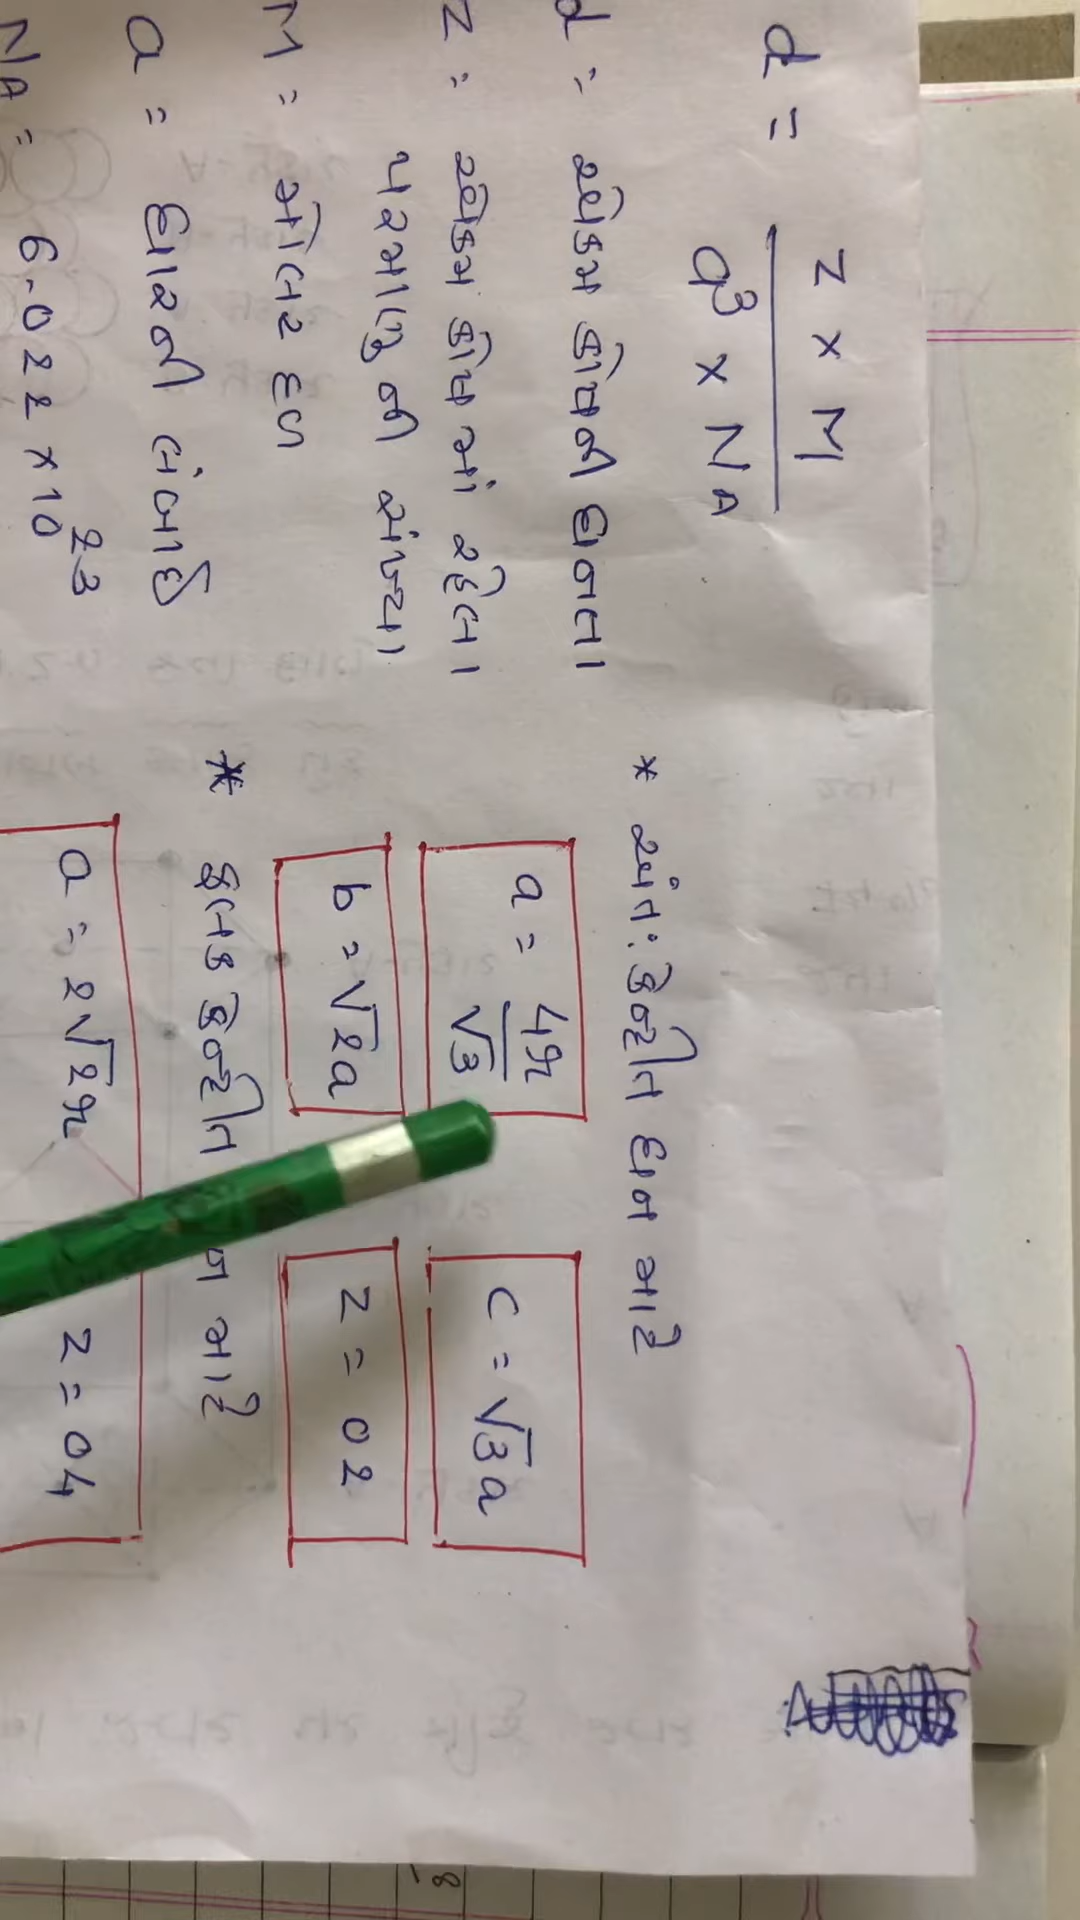 d = z × M
a³ × NA
d = એકમ કોષની ઘનતા
z = એકમ કોષ માં રહેલા
પરમાણુ ની સંખ્યા
M = મોલર દળ
a = ધારની લંબાઈ
NA = 6.022 × 10²³
* અંત: કેન્દ્રીત ઘન માટે
a = 4r/√3
c = √3a
b = √2a
z = 02
* ફલક કેન્દ્રીત માટે
a = 2√2r
z = 04